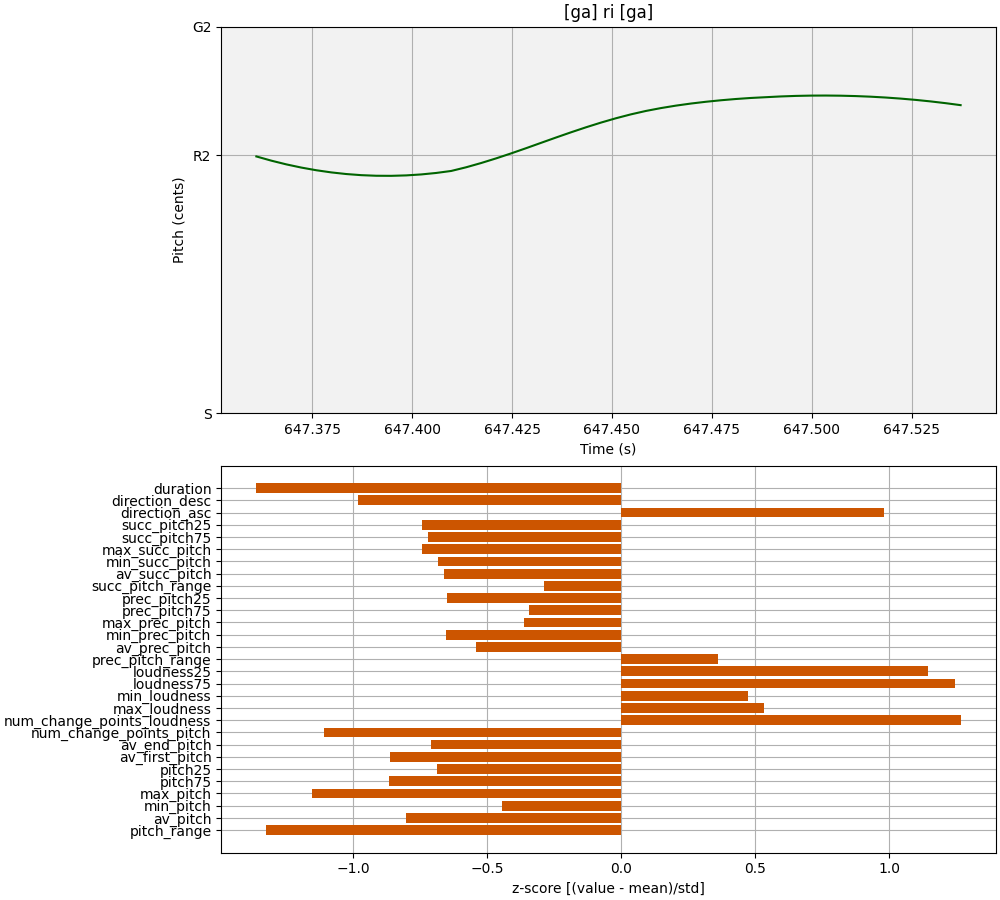 [ga] ri [ga]
G2
R2
S
Pitch (cents)
647.375 647.400 647.425 647.450 647.475 647.500 647.525
Time (s)
duration
direction_desc
direction_asc
succ_pitch25
succ_pitch75
max_succ_pitch
min_succ_pitch
av_succ_pitch
succ_pitch_range
prec_pitch25
prec_pitch75
max_prec_pitch
min_prec_pitch
av_prec_pitch
prec_pitch_range
loudness25
loudness75
min_loudness
max_loudness
num_change_points_loudness
num_change_points_pitch
av_end_pitch
av_first_pitch
pitch25
pitch75
max_pitch
min_pitch
av_pitch
pitch_range
−1.0 −0.5 0.0 0.5 1.0
z-score [(value - mean)/std]